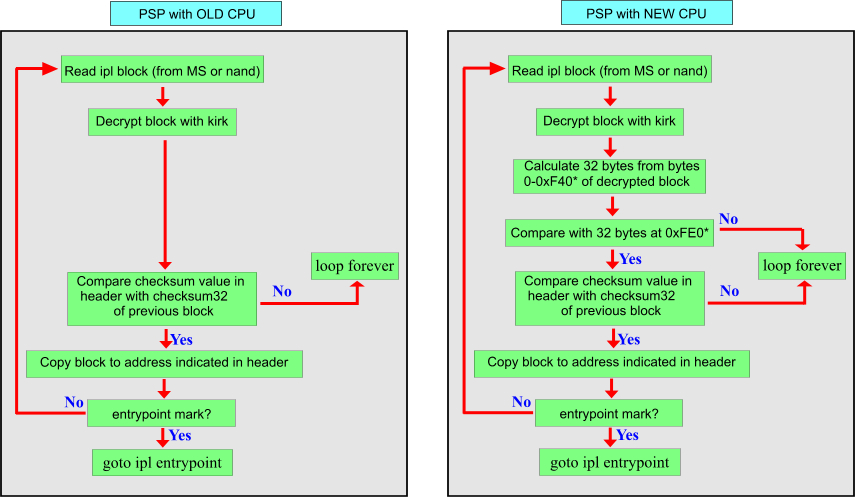 PSP with OLD CPU
Read ipl block (from MS or nand)
Decrypt block with kirk
Compare checksum value in
header with checksum32
of previous block
No
loop forever
Yes
Copy block to address indicated in header
entrypoint mark?
No
Yes
goto ipl entrypoint
PSP with NEW CPU
Read ipl block (from MS or nand)
Decrypt block with kirk
Calculate 32 bytes from bytes
0-0xF40* of decrypted block
Compare with 32 bytes at 0xFE0*
No
loop forever
Yes
Compare checksum value in
header with checksum32
of previous block
No
Yes
Copy block to address indicated in header
entrypoint mark?
No
Yes
goto ipl entrypoint